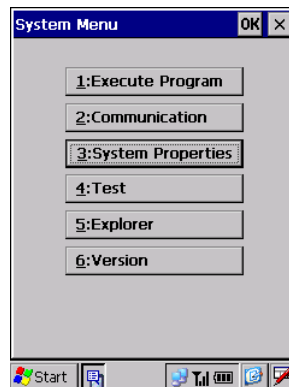 System Menu OK ×
1:Execute Program
2:Communication
3:System Properties
4:Test
5:Explorer
6:Version
Start